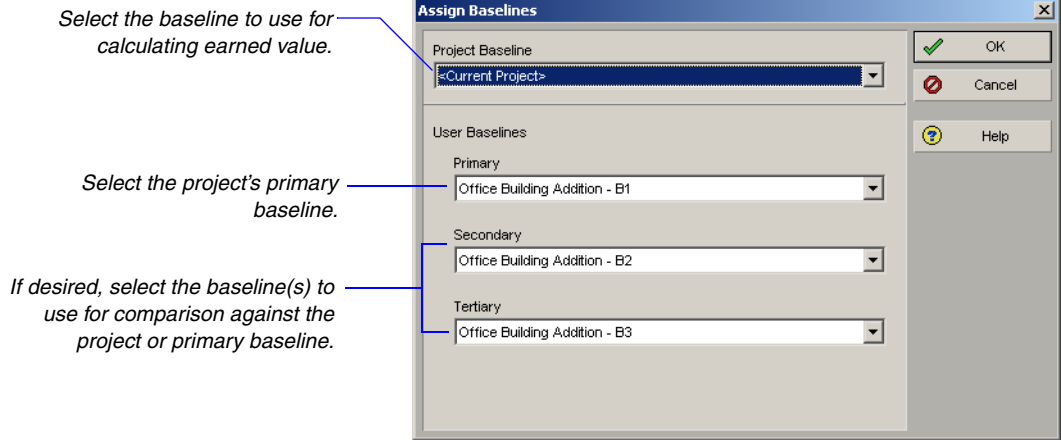 Select the baseline to use for
calculating earned value.
Select the project's primary
baseline.
If desired, select the baseline(s) to
use for comparison against the
project or primary baseline.
Assign Baselines
Project Baseline
<Current Project>
User Baselines
Primary
Office Building Addition - B1
Secondary
Office Building Addition - B2
Tertiary
Office Building Addition - B3
OK
Cancel
Help